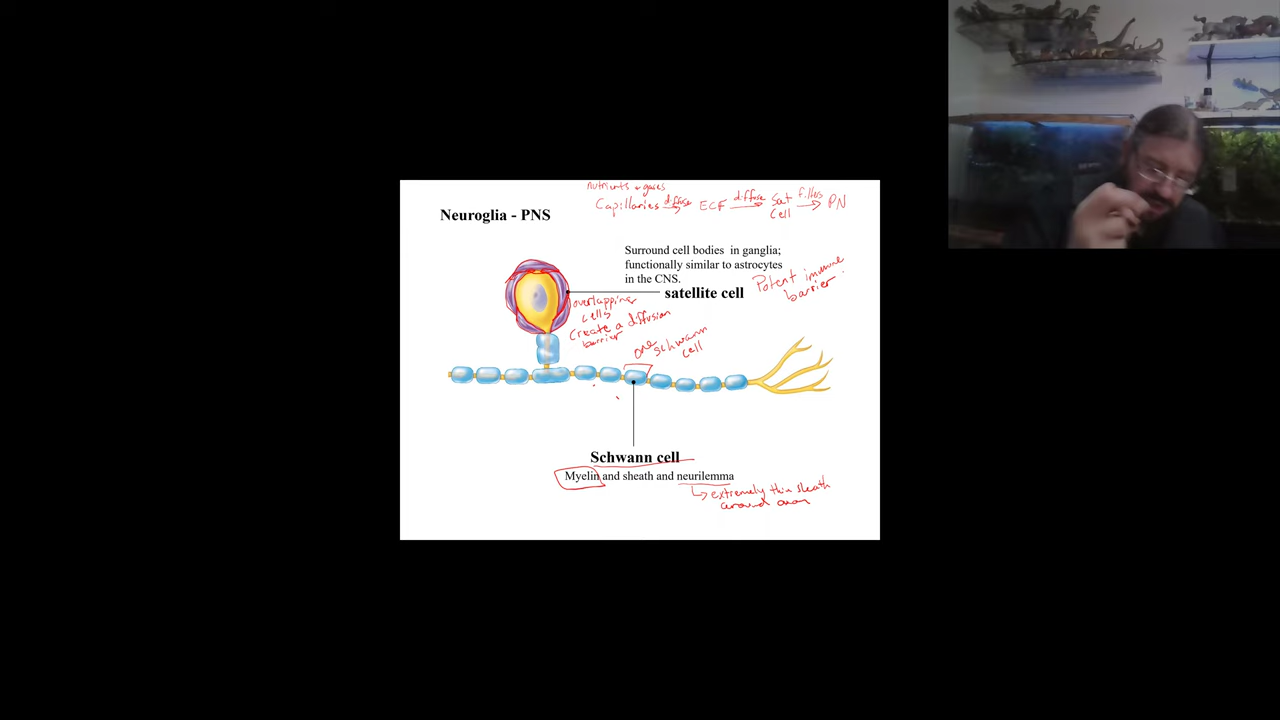 nutrients + gases
Capillaries diffuse → ECF diffuse → Sat cell filters → PN
Neuroglia - PNS
Surround cell bodies in ganglia;
functionally similar to astrocytes
in the CNS.
satellite cell
Potent immune
barrier
overlapping
cells
Create a diffusion
barrier
one schwann
cell
Schwann cell
Myelin and sheath and neurilemma
extremely thin sheath
around axon